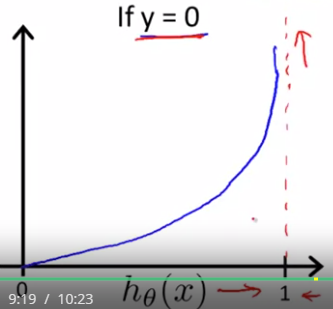 If y = 0
0
hθ(x)
1
9:19 / 10:23